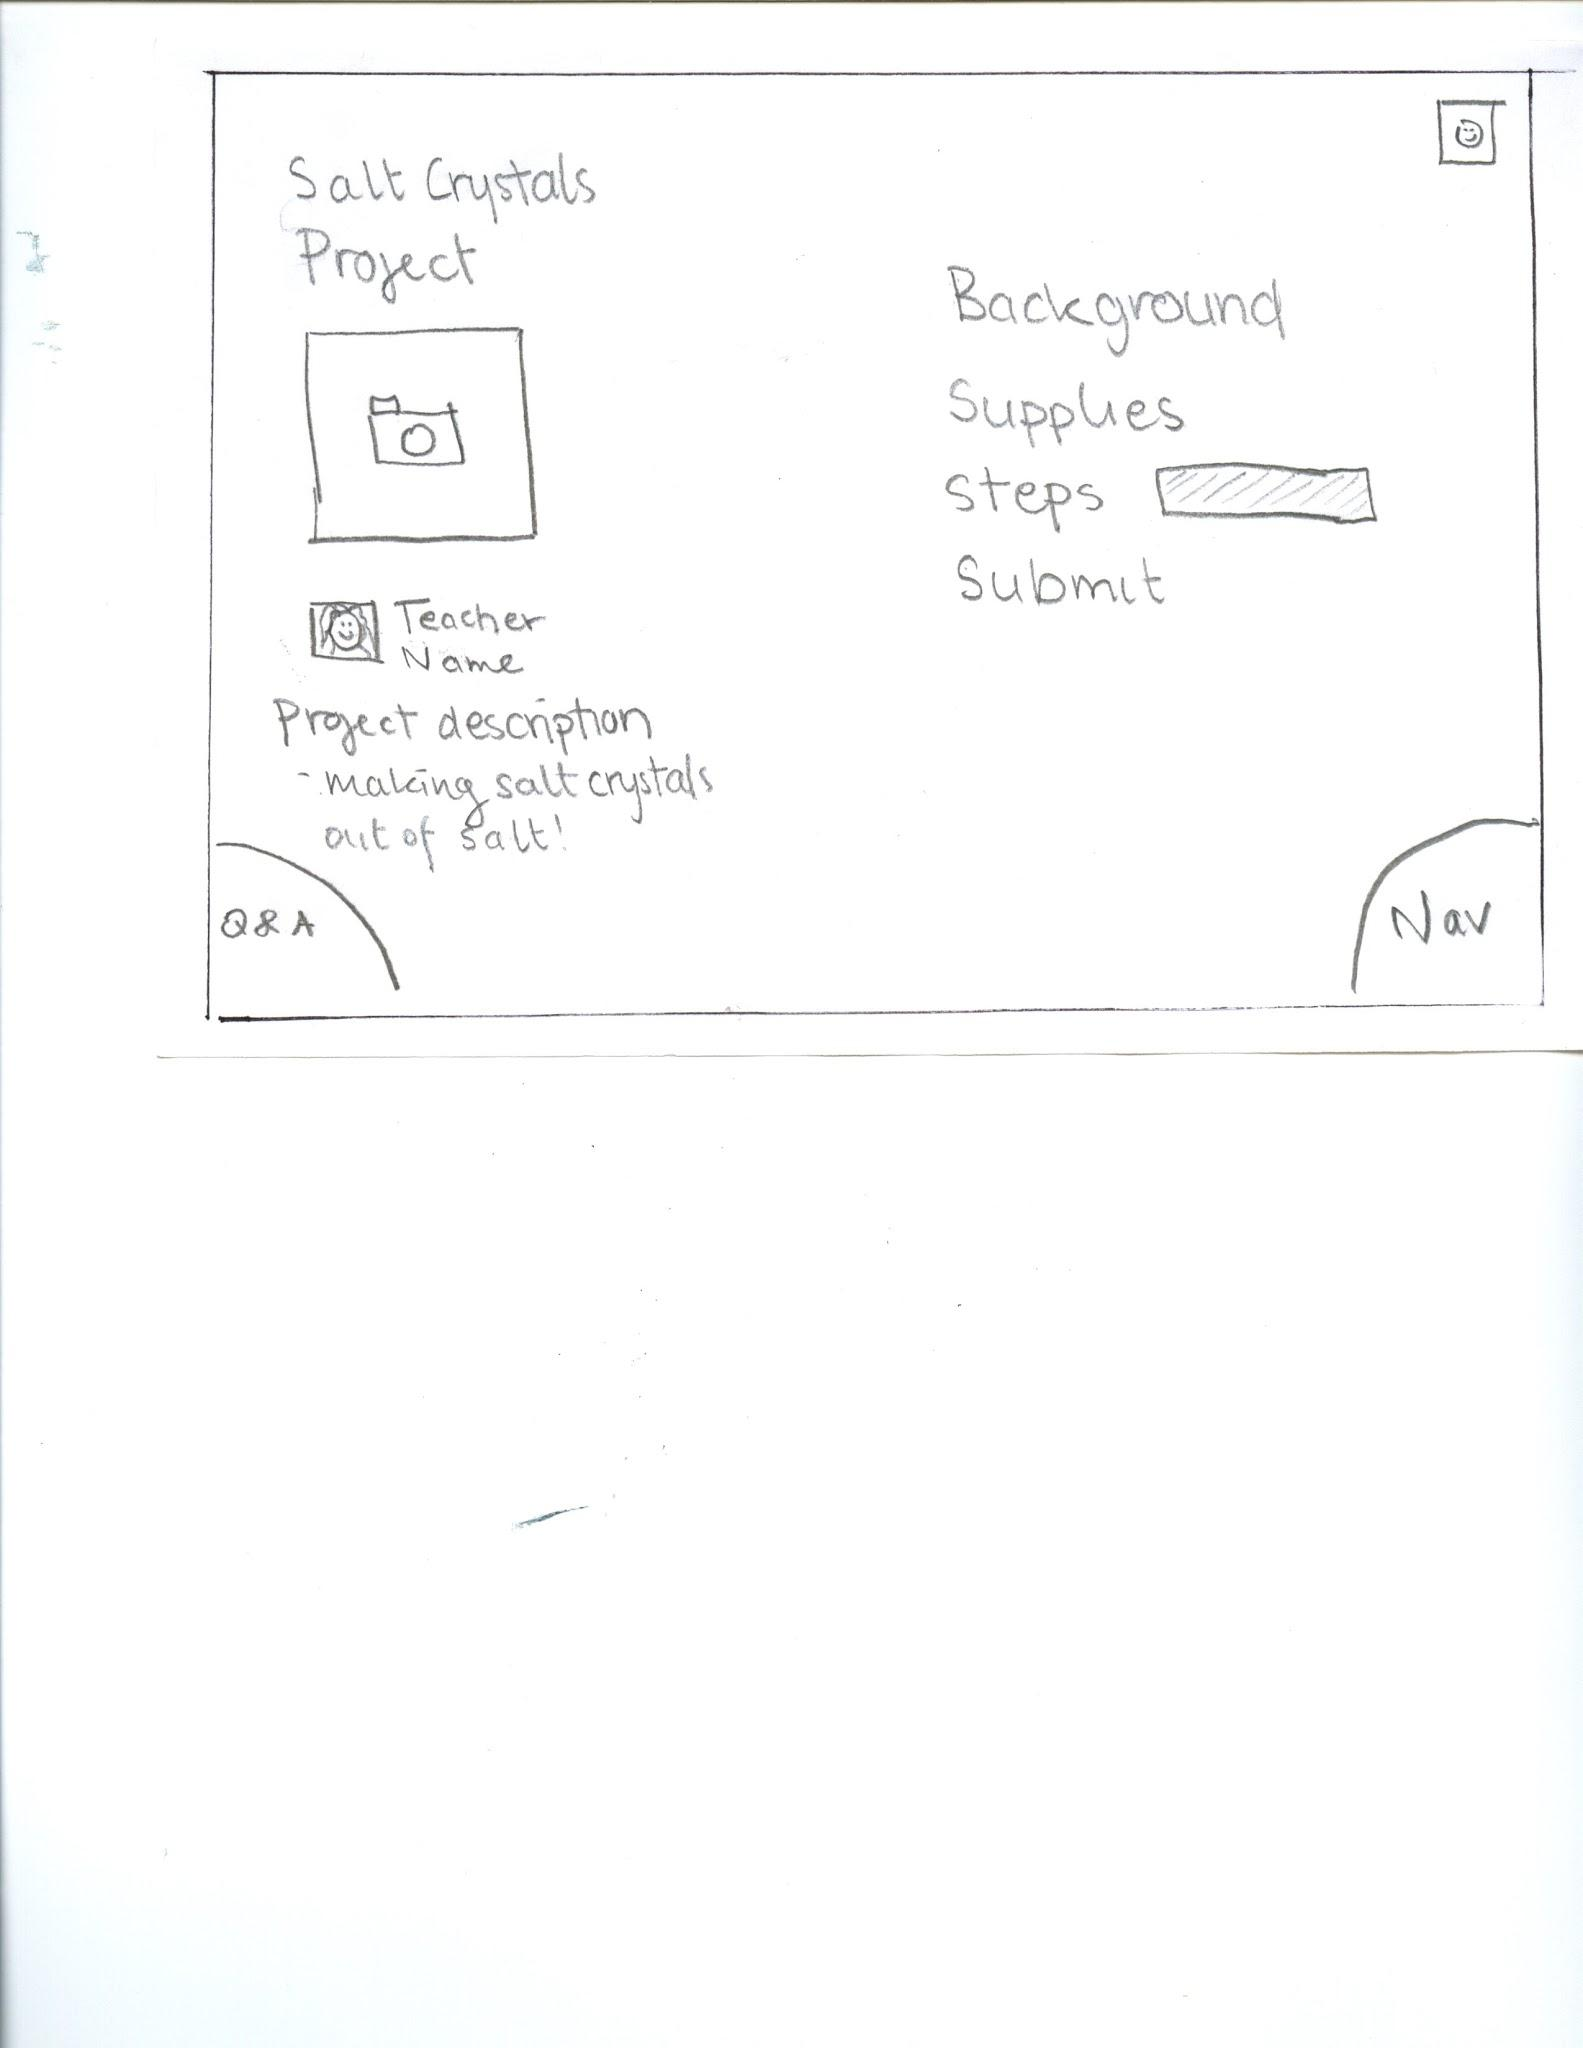 Salt Crystals
Project
Teacher
Name
Project description
- making salt crystals
out of salt!
Q & A
Background
Supplies
Steps
Submit
Nav